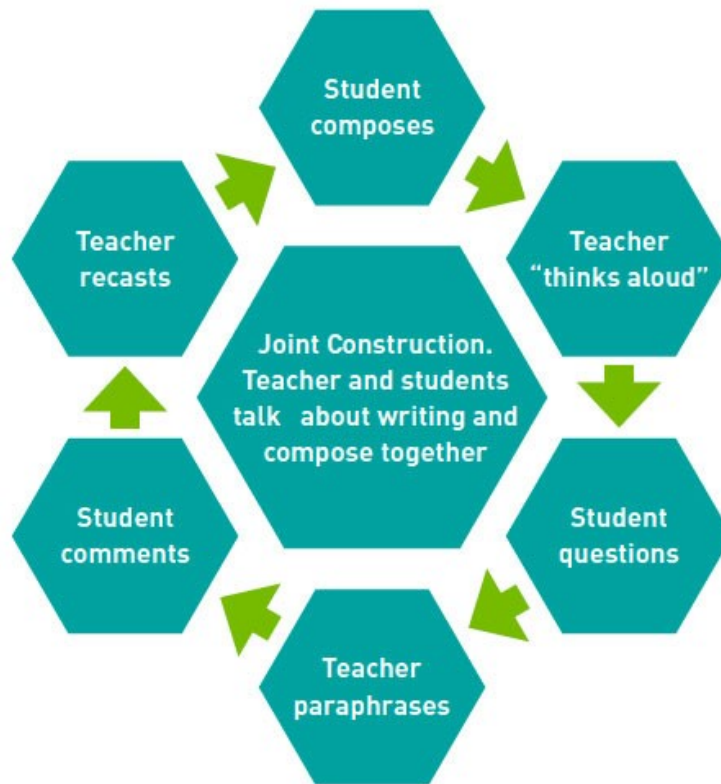 Student
composes
Teacher
“thinks aloud”
Student
questions
Teacher
paraphrases
Student
comments
Teacher
recasts
Joint Construction.
Teacher and students
talk about writing and
compose together